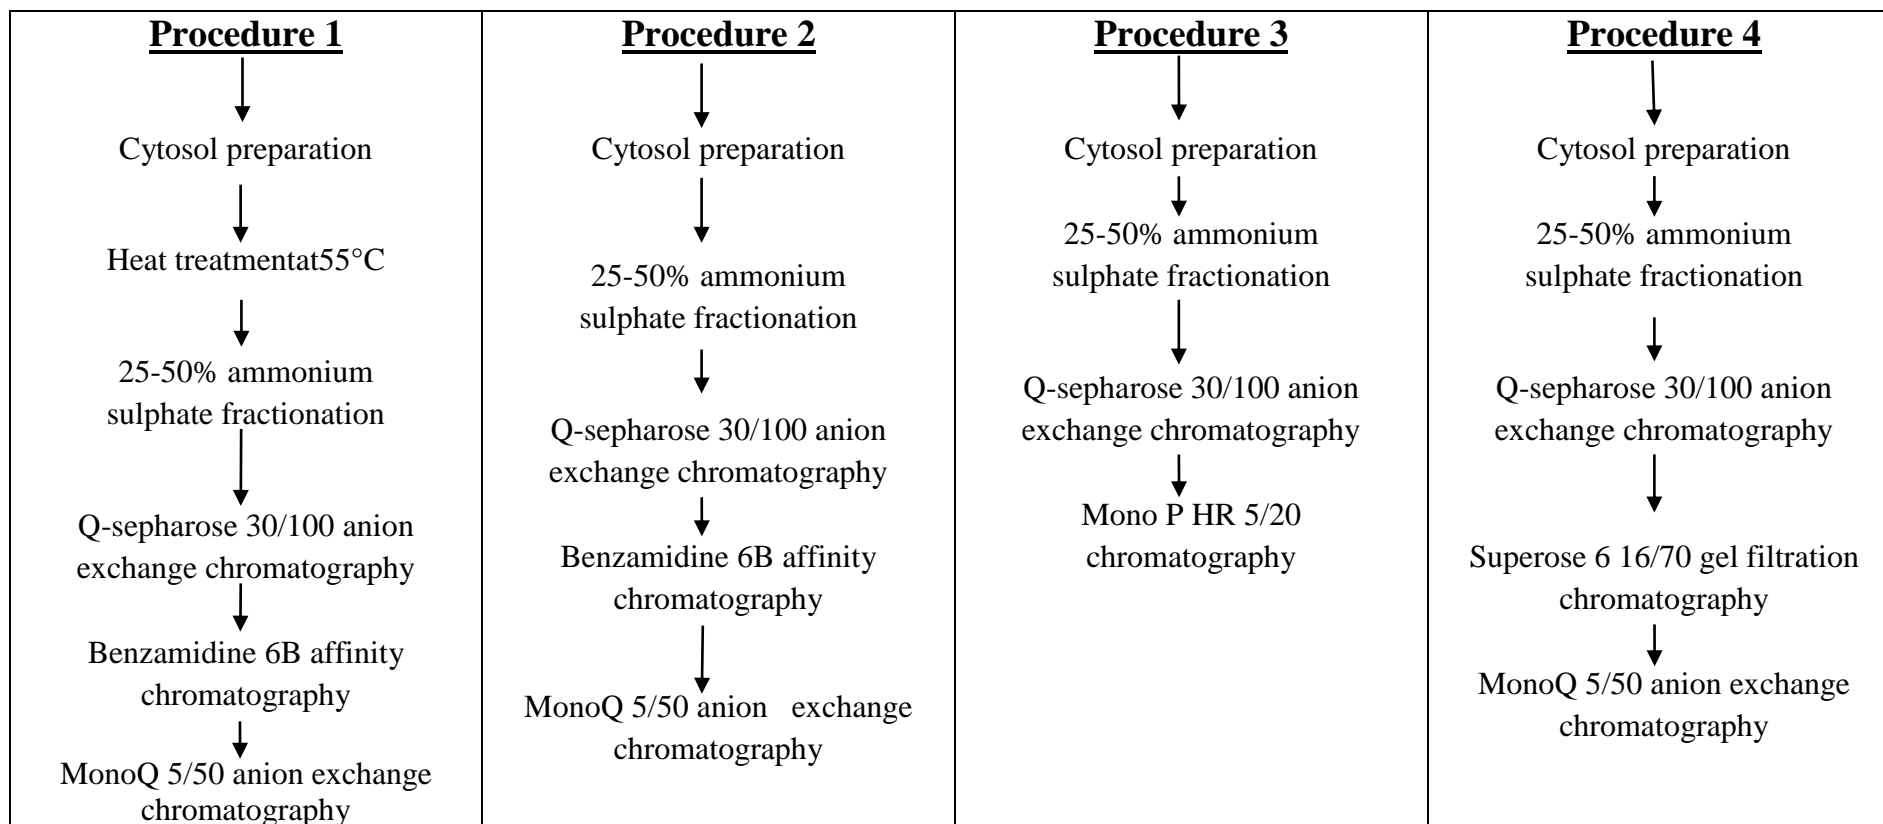 Procedure 1
Cytosol preparation
Heat treatmentat55°C
25-50% ammonium
sulphate fractionation
Q-sepharose 30/100 anion
exchange chromatography
Benzamidine 6B affinity
chromatography
MonoQ 5/50 anion exchange
chromatography
Procedure 2
Cytosol preparation
25-50% ammonium
sulphate fractionation
Q-sepharose 30/100 anion
exchange chromatography
Benzamidine 6B affinity
chromatography
MonoQ 5/50 anion exchange
chromatography
Procedure 3
Cytosol preparation
25-50% ammonium
sulphate fractionation
Q-sepharose 30/100 anion
exchange chromatography
Mono P HR 5/20
chromatography
Procedure 4
Cytosol preparation
25-50% ammonium
sulphate fractionation
Q-sepharose 30/100 anion
exchange chromatography
Superose 6 16/70 gel filtration
chromatography
MonoQ 5/50 anion exchange
chromatography